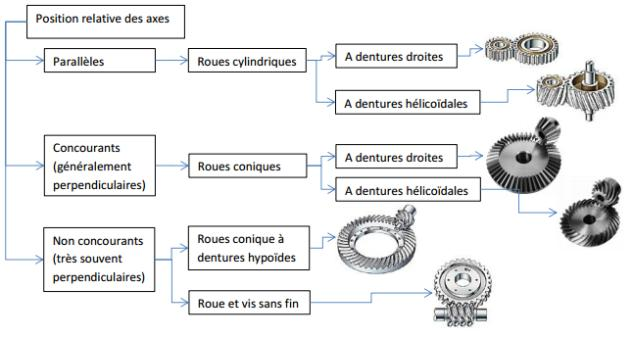 Position relative des axes
Parallèles
Roues cylindriques
A dentures droites
A dentures hélicoïdales
Concourants
(généralement
perpendiculaires)
Roues coniques
A dentures droites
A dentures hélicoïdales
Non concourants
(très souvent
perpendiculaires)
Roues conique à
dentures hypoïdes
Roue et vis sans fin